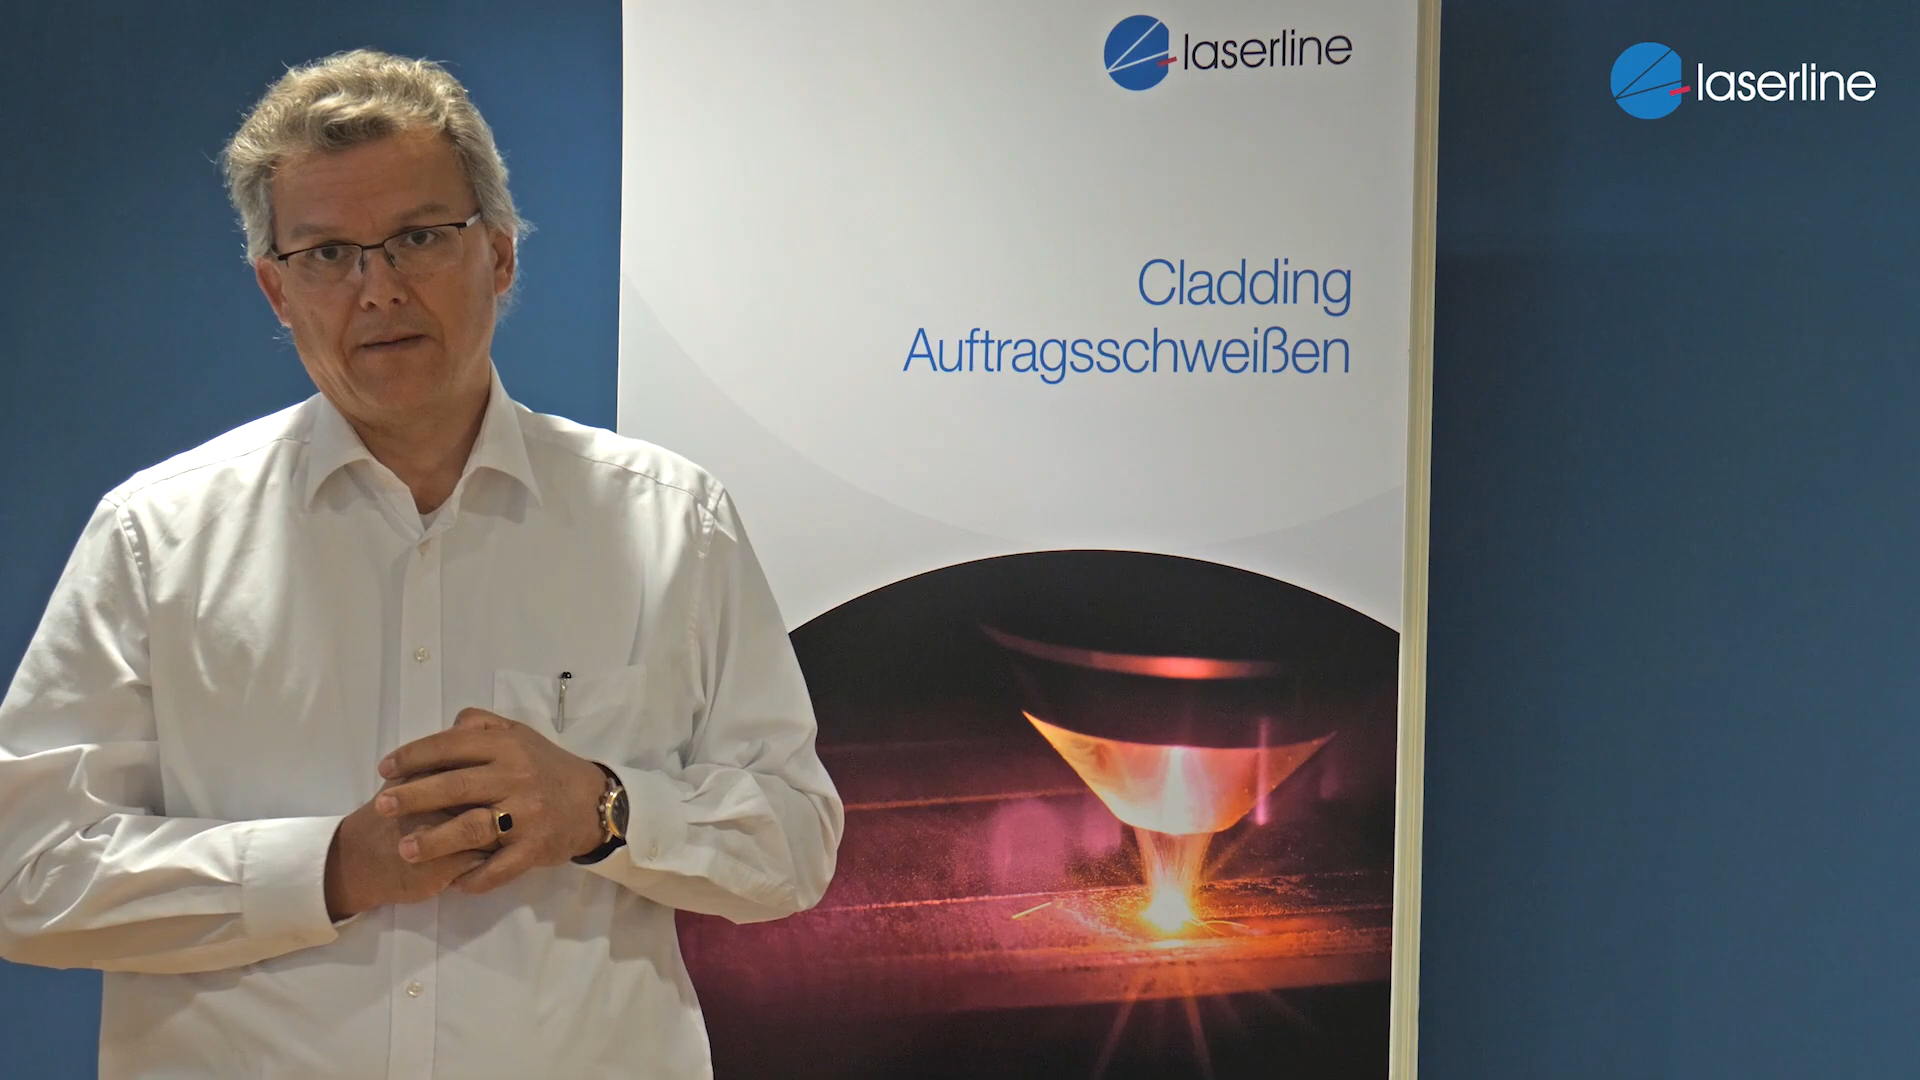 laserline
laserline
Cladding
Auftragsschweißen